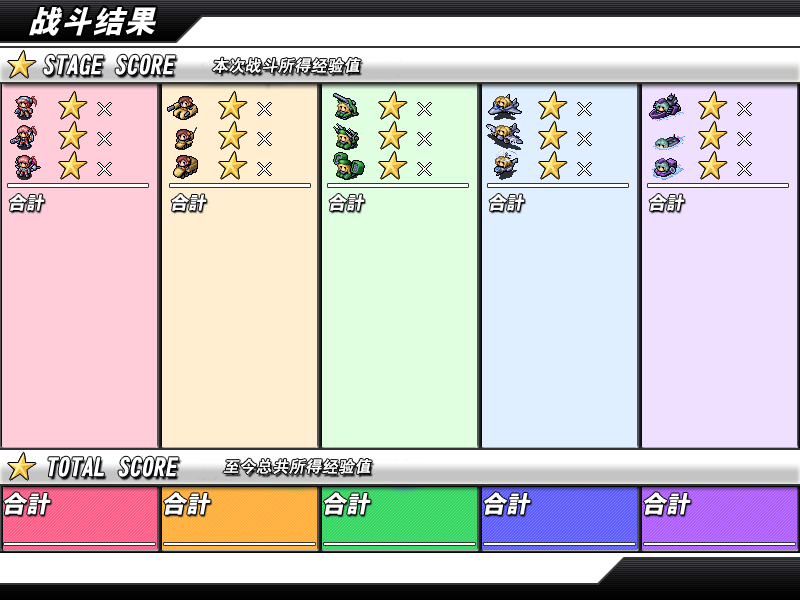 战斗结果
STAGE SCORE 本次战斗所得经验值
× × × × ×
× × × × ×
× × × × ×
合計 合計 合計 合計 合計
TOTAL SCORE 至今总共所得经验值
合計 合計 合計 合計 合計